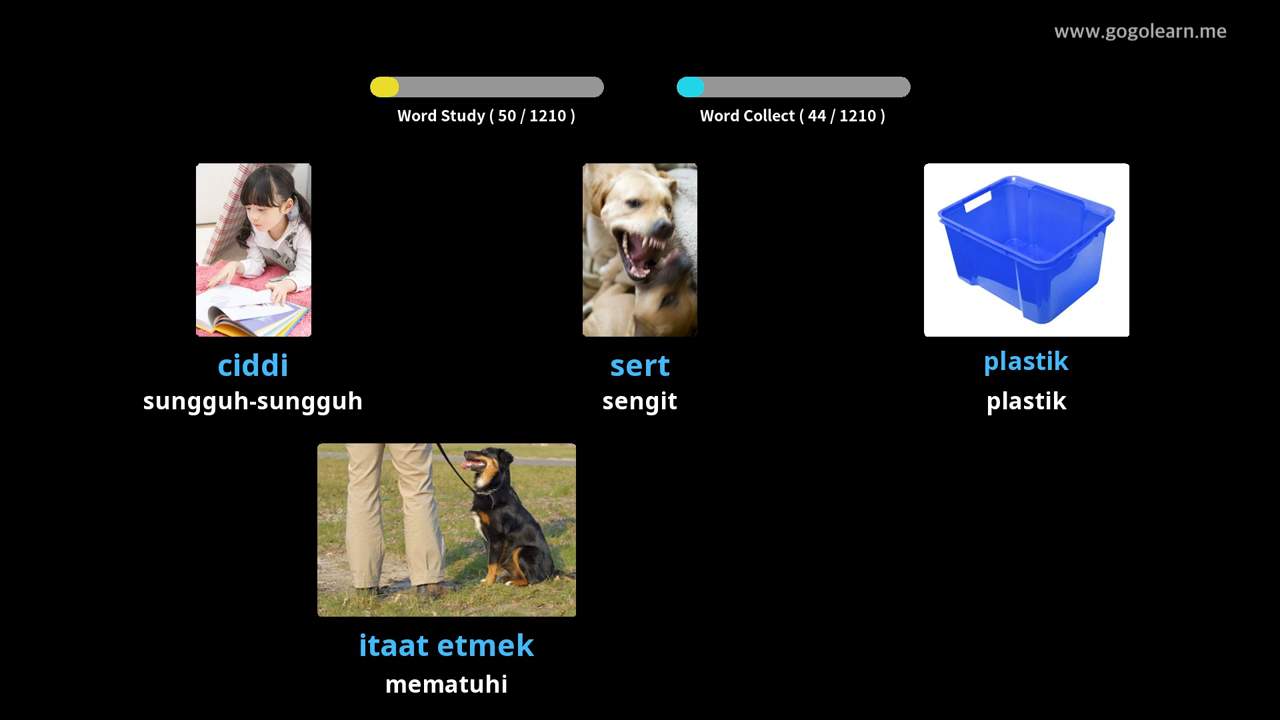 www.gogolearn.me
Word Study ( 50 / 1210 )
Word Collect ( 44 / 1210 )
ciddi
sungguh-sungguh
sert
sengit
plastik
plastik
itaat etmek
mematuhi